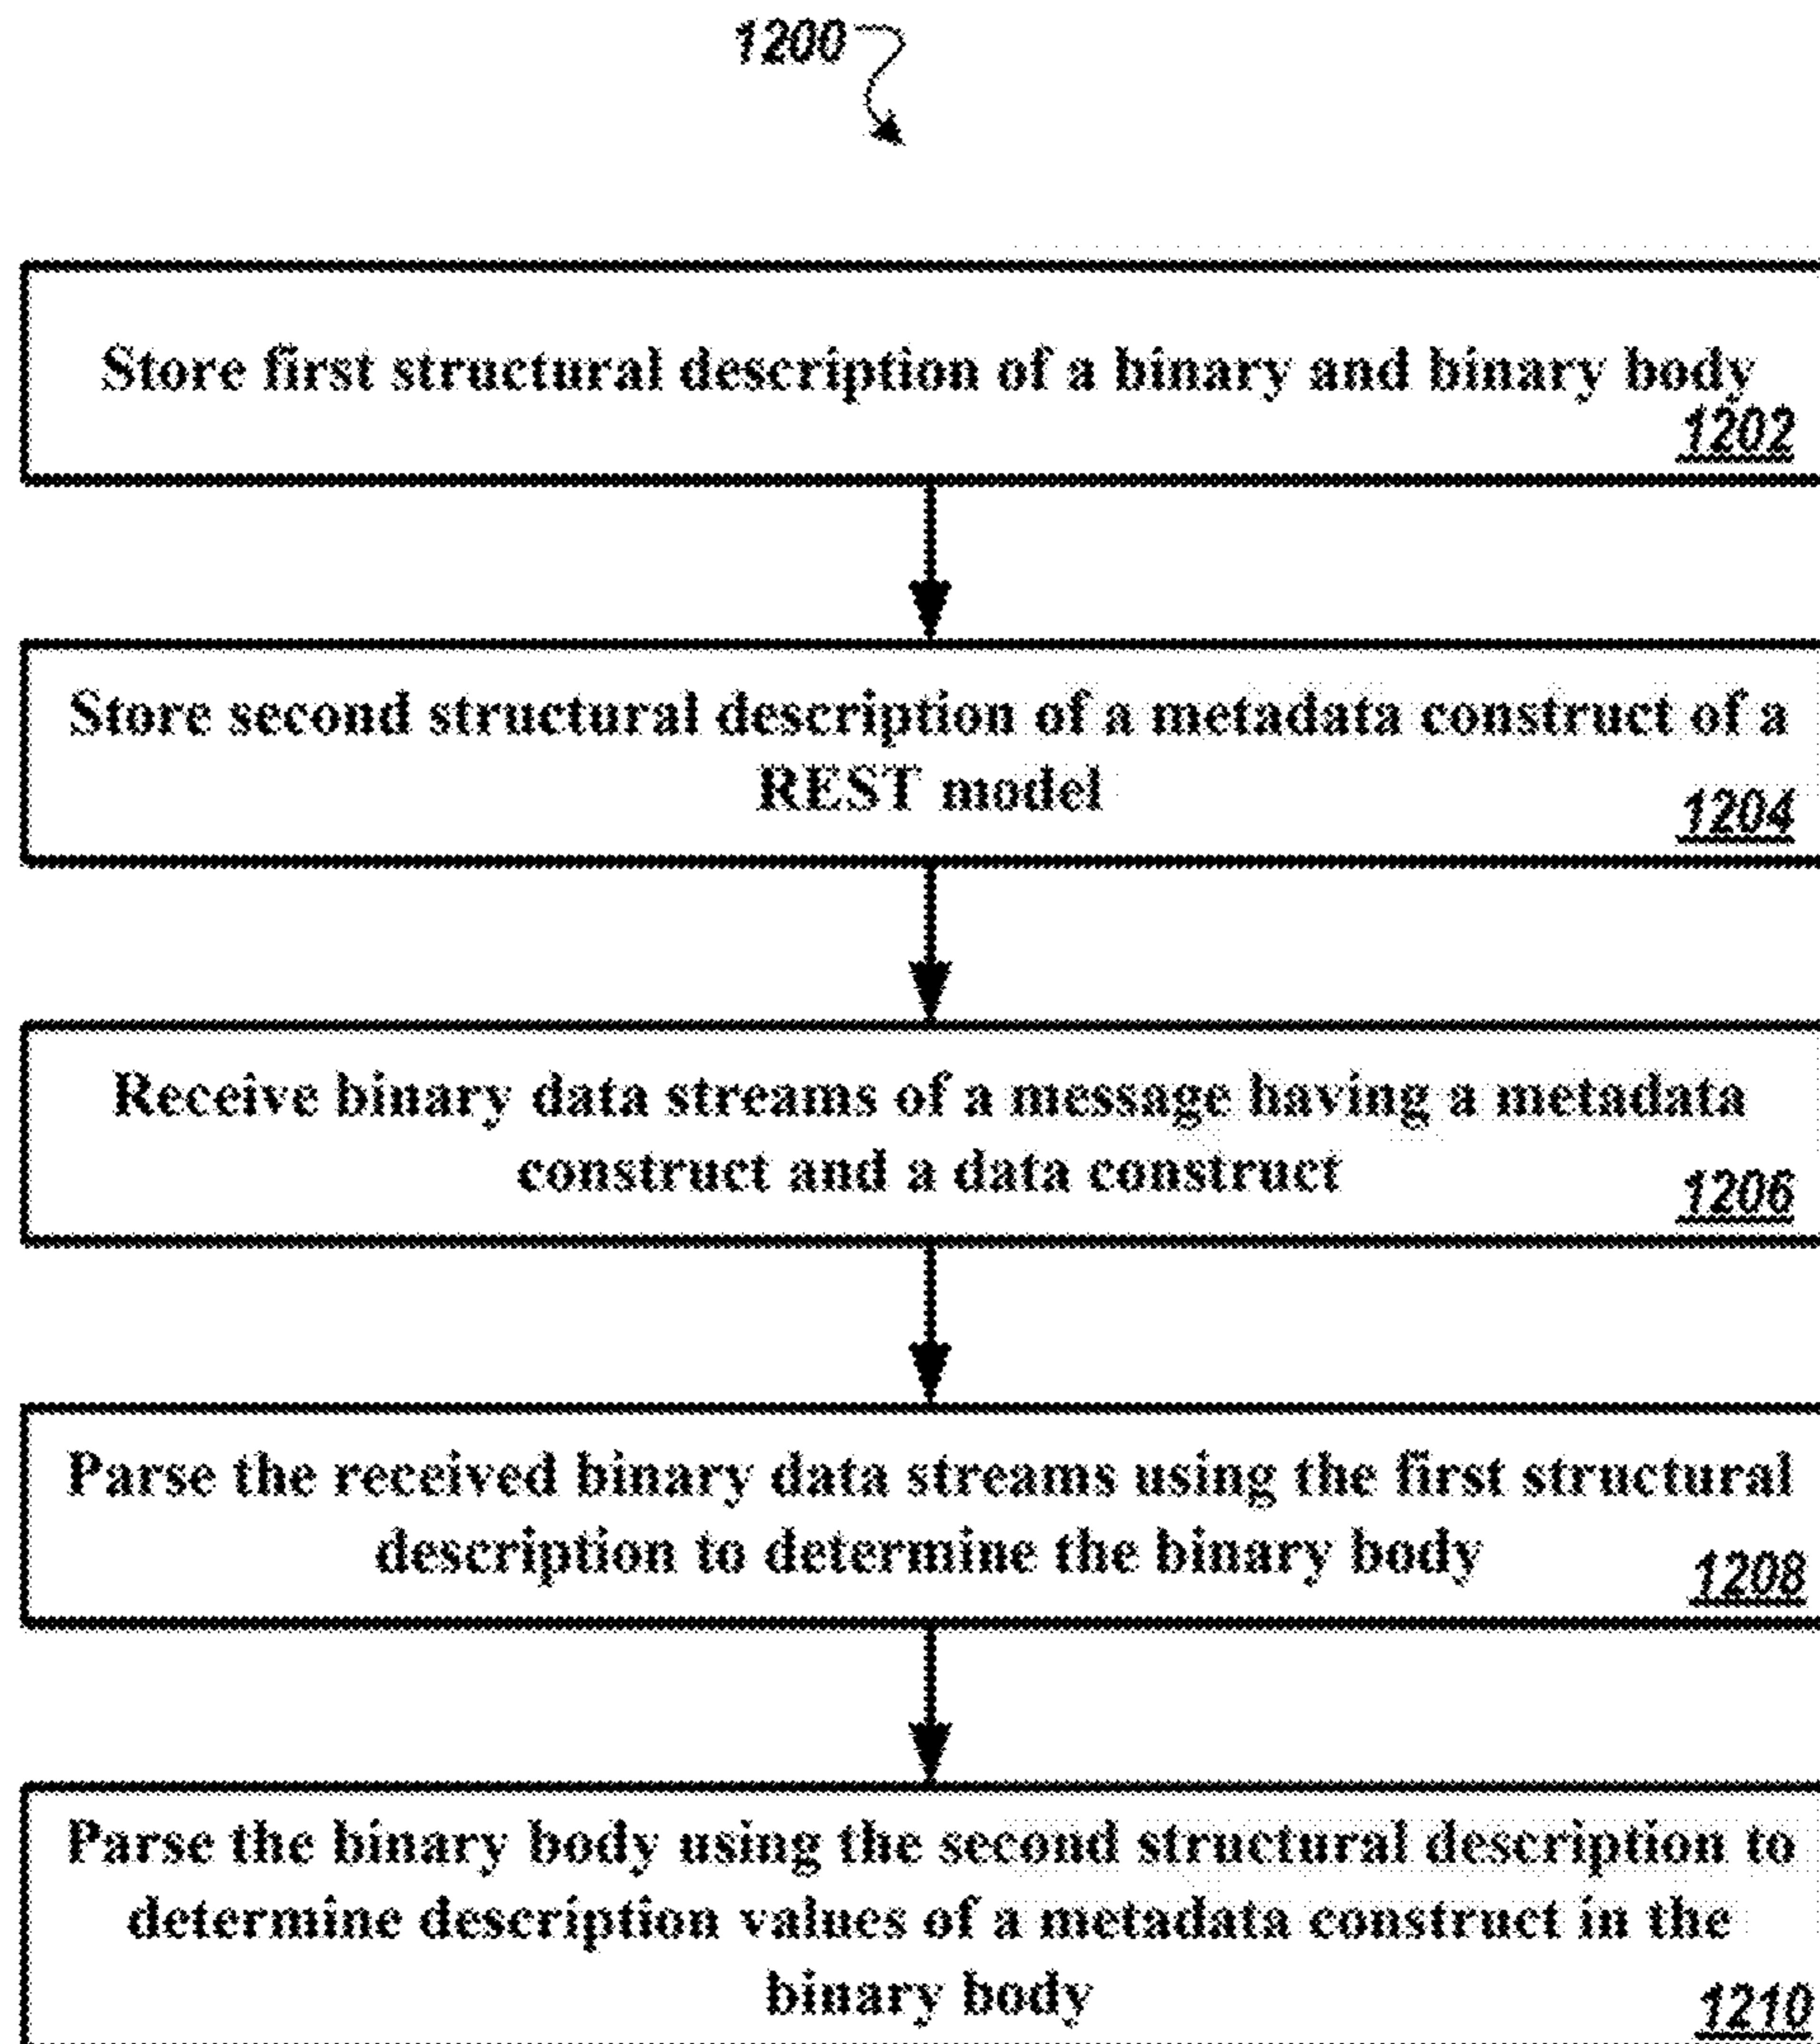 1200
Store first structural description of a binary and binary body
1202
Store second structural description of a metadata construct of a
REST model
1204
Receive binary data streams of a message having a metadata
construct and a data construct
1206
Parse the received binary data streams using the first structural
description to determine the binary body
1208
Parse the binary body using the second structural description to
determine description values of a metadata construct in the
binary body
1210